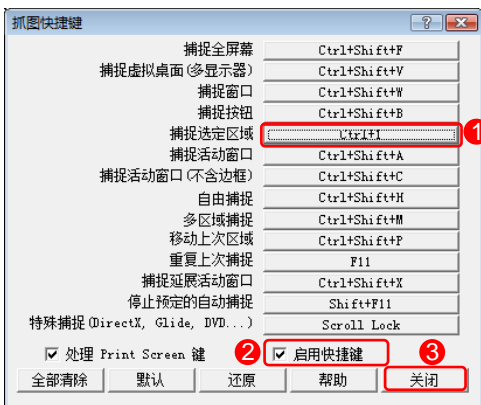 抓图快捷键
捕捉全屏幕 Ctrl+Shift+F
捕捉虚拟桌面(多显示器) Ctrl+Shift+V
捕捉窗口 Ctrl+Shift+W
捕捉按钮 Ctrl+Shift+B
捕捉选定区域 Ctrl+1 1
捕捉活动窗口 Ctrl+Shift+A
捕捉活动窗口(不含边框) Ctrl+Shift+C
自由捕捉 Ctrl+Shift+H
多区域捕捉 Ctrl+Shift+M
移动上次区域 Ctrl+Shift+P
重复上次捕捉 F11
捕捉延展活动窗口 Ctrl+Shift+X
停止预定的自动捕捉 Shift+F11
特殊捕捉(DirectX, Glide, DVD...) Scroll Lock
处理 Print Screen 键 2 启用快捷键 3
全部清除 默认 还原 帮助 关闭